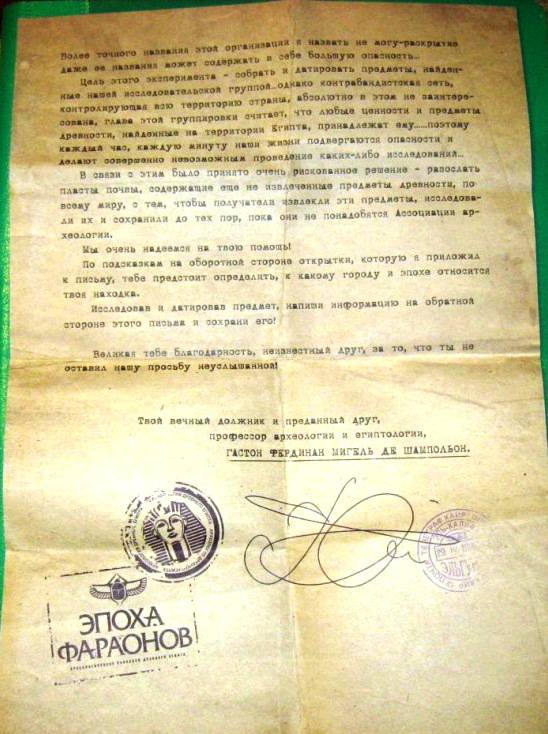 Более точного названия этой организации я назвать не могу-раскрытие
даже ее названия может содержать в себе большую опасность...
Цель этого эксперимента - собрать и датировать предметы, найден-
ные нашей исследовательской группой...однако контрабандистская сеть,
контролирующая всю территорию страны, абсолютно в этом не заинтере-
сована, глава этой группировки считает, что любые ценности и предметы
древности, найденные на территории Египта, принадлежат ему.....поэтому
каждый час, каждую минуту наши жизни подвергаются опасности и
делают совершенно невозможным проведение каких-либо исследований...
В связи с этим было принято очень рискованное решение - разослать
пласты почвы, содержащие еще не извлеченные предметы древности, по
всему миру, с тем, чтобы получатели извлекли эти предметы, исследова-
ли их и сохранили до тех пор, пока они не понадобятся Ассоциации ар-
хеологии.
Мы очень надеемся на твою помощь!
По подсказкам на оборотной стороне открытки, которую я приложил
к письму, тебе предстоит определить, к какому городу и эпохе относится
твоя находка.
Исследовав и датировав предмет, напиши информацию на обратной
стороне этого письма и сохрани его!
Великая тебе благодарность, неизвестный друг, за то, что ты не
оставил нашу просьбу неуслышанной!
Твой вечный должник и преданный друг,
профессор археологии и египтологии,
ГАСТОН ФЕРДИНАН МИГЕЛЬ ДЕ ШАМПОЛЬОН.
ЭПОХА
ФАРАОНОВ